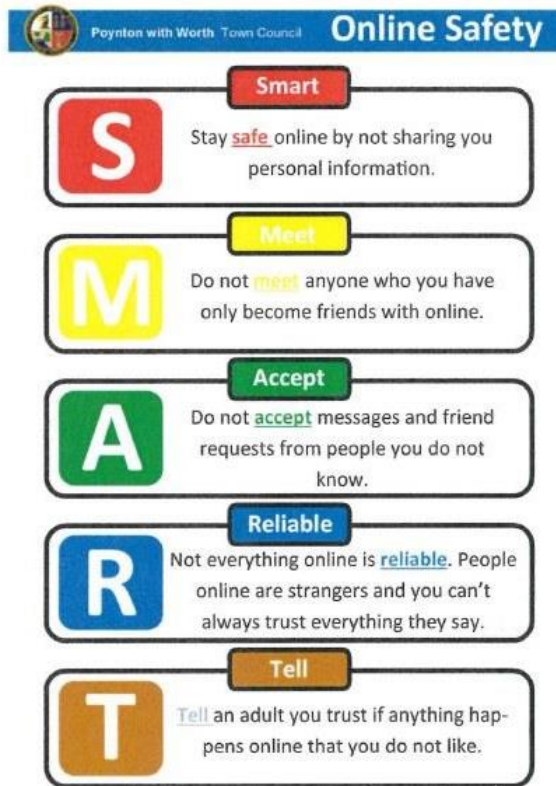 Poynton with Worth Town Council Online Safety
Smart
S
Stay safe online by not sharing you
personal information.
Meet
M
Do not meet anyone who you have
only become friends with online.
Accept
A
Do not accept messages and friend
requests from people you do not
know.
Reliable
R
Not everything online is reliable. People
online are strangers and you can't
always trust everything they say.
Tell
T
Tell an adult you trust if anything hap-
pens online that you do not like.